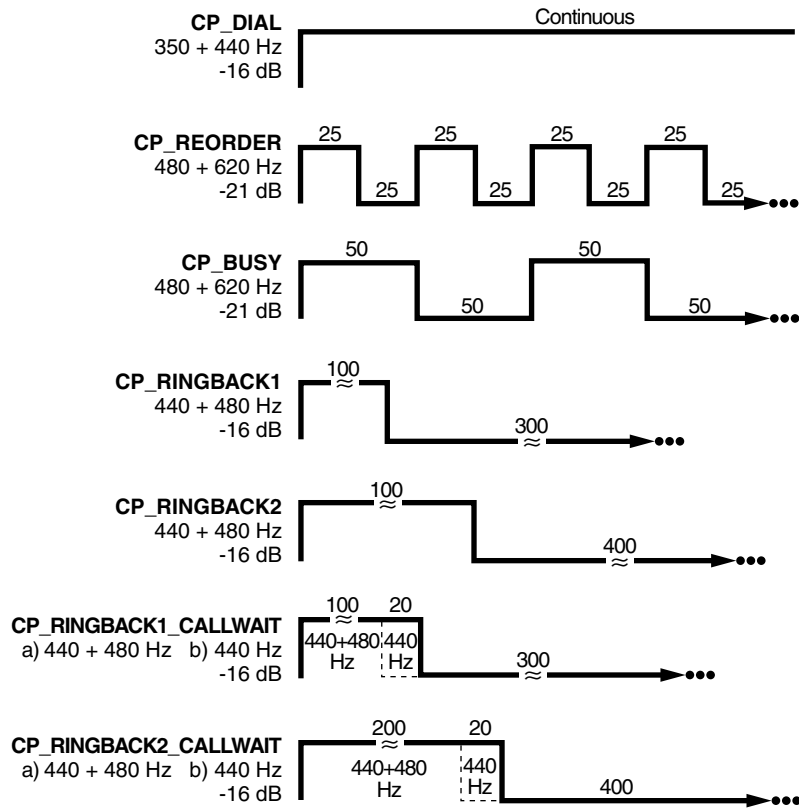 CP_DIAL
350 + 440 Hz
-16 dB
Continuous
CP_REORDER
480 + 620 Hz
-21 dB
25 25 25 25
25 25 25 25
CP_BUSY
480 + 620 Hz
-21 dB
50 50
50 50
CP_RINGBACK1
440 + 480 Hz
-16 dB
100
300
CP_RINGBACK2
440 + 480 Hz
-16 dB
100
400
CP_RINGBACK1_CALLWAIT
a) 440 + 480 Hz b) 440 Hz
-16 dB
100 20
440+480 Hz
440 Hz
300
CP_RINGBACK2_CALLWAIT
a) 440 + 480 Hz b) 440 Hz
-16 dB
200 20
440+480 Hz
440 Hz
400